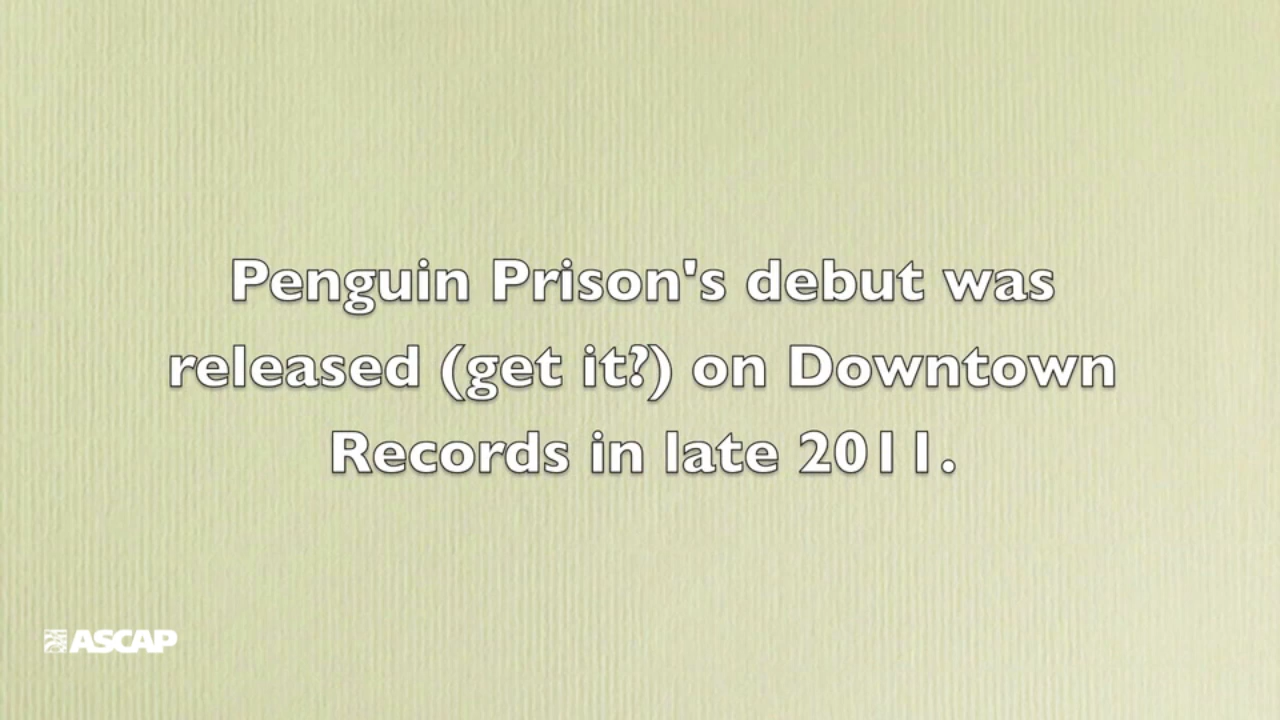 Penguin Prison's debut was
released (get it?) on Downtown
Records in late 2011.
ASCAP